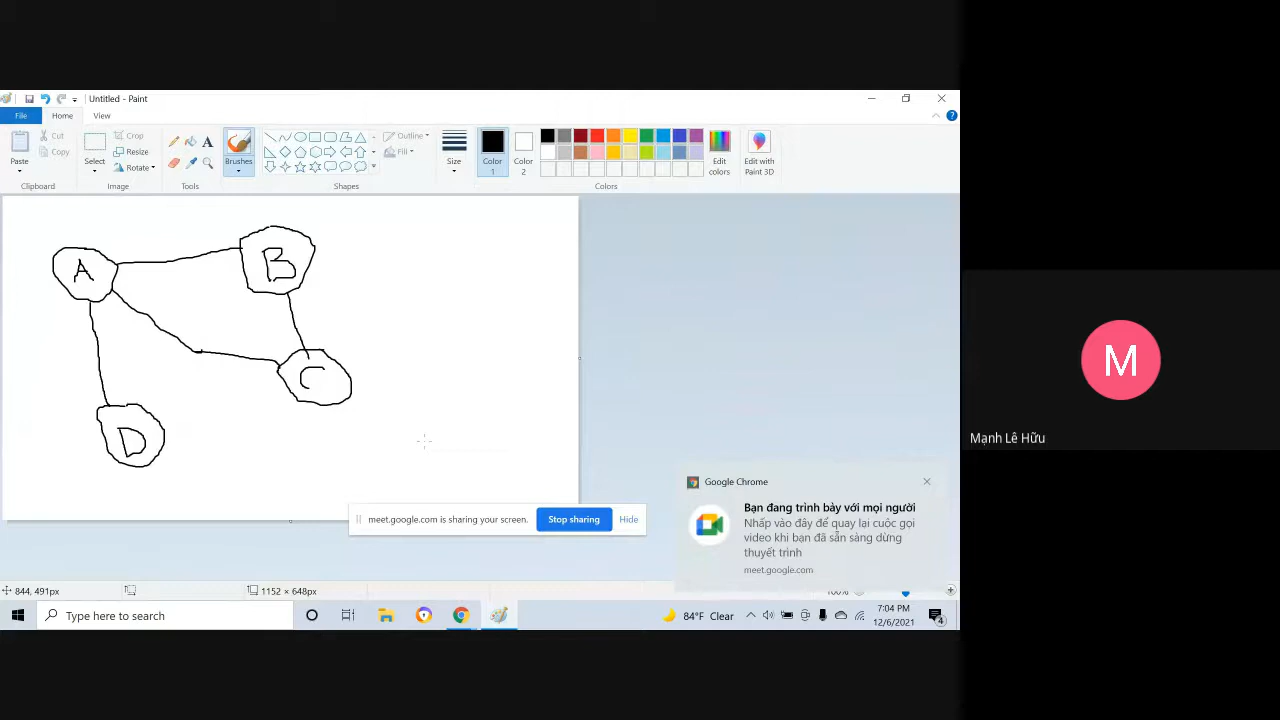 Untitled - Paint
File
Home
View
Paste
Cut
Copy
Clipboard
Select
Crop
Resize
Rotate
Image
A
Tools
Brushes
Shapes
Outline
Fill
Size
Color 1
Color 2
Colors
Edit colors
Edit with Paint 3D
A
B
C
D
meet.google.com is sharing your screen.
Stop sharing
Hide
Google Chrome
Bạn đang trình bày với mọi người
Nhấp vào đây để quay lại cuộc gọi
video khi bạn đã sẵn sàng dừng
thuyết trình
meet.google.com
844, 491px
1152 × 648px
100%
Type here to search
84°F Clear
7:04 PM
12/6/2021
4
M
Mạnh Lê Hữu